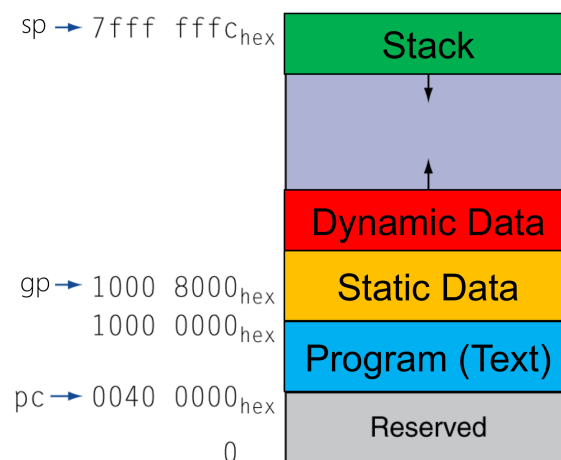 sp 7fff fffc hex
Stack
Dynamic Data
gp 1000 8000 hex
Static Data
1000 0000 hex
Program (Text)
pc 0040 0000 hex
Reserved
0